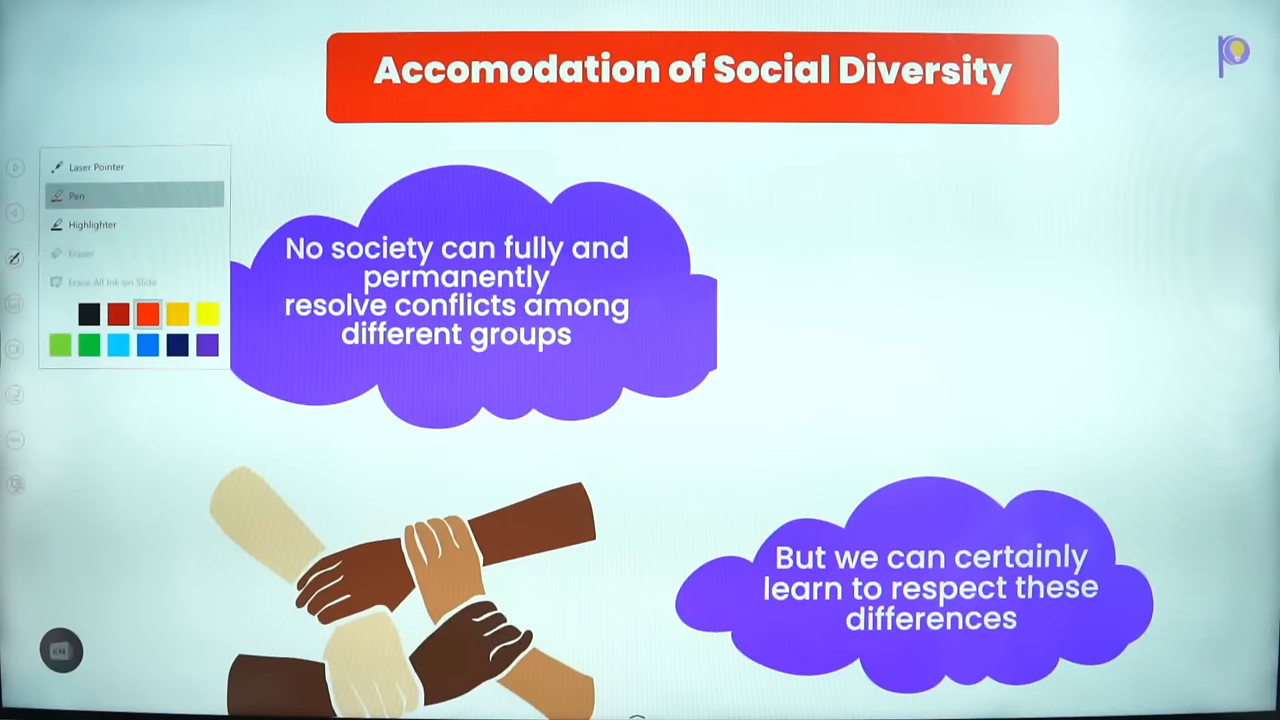 Accomodation of Social Diversity
Laser Pointer
Pen
Highlighter
Eraser
Erase All Ink on Slide
No society can fully and
permanently
resolve conflicts among
different groups
But we can certainly
learn to respect these
differences
KN